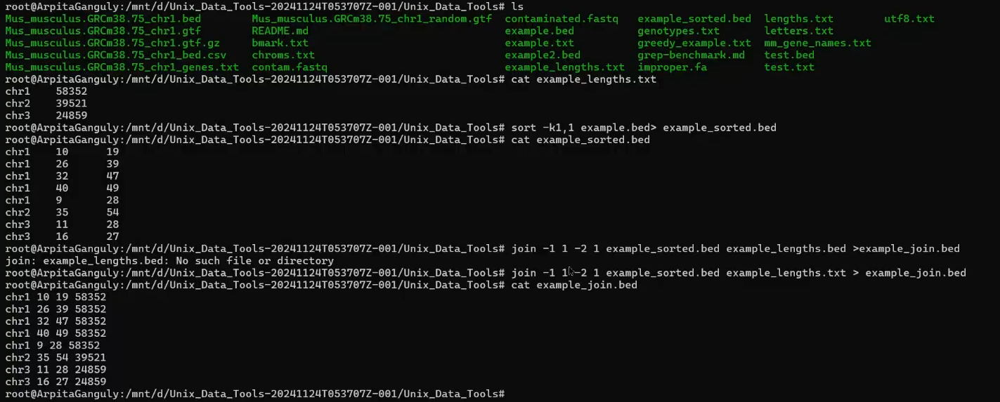 root@ArpitaGanguly:/mnt/d/Unix_Data_Tools-20241124T053707Z-001/Unix_Data_Tools# ls
Mus_musculus.GRCm38.75_chr1.bed Mus_musculus.GRCm38.75_chr1_random.gtf contaminated.fastq example_sorted.bed lengths.txt utf8.txt
Mus_musculus.GRCm38.75_chr1.gtf README.md example.bed genotypes.txt letters.txt
Mus_musculus.GRCm38.75_chr1.gtf.gz bmark.txt example.txt greedy_example.txt mm_gene_names.txt
Mus_musculus.GRCm38.75_chr1_bed.csv chroms.txt example2.bed grep-benchmark.md test.bed
Mus_musculus.GRCm38.75_chr1_genes.txt contam.fastq example_lengths.txt improper.fa test.txt
root@ArpitaGanguly:/mnt/d/Unix_Data_Tools-20241124T053707Z-001/Unix_Data_Tools# cat example_lengths.txt
chr1 58352
chr2 39521
chr3 24859
root@ArpitaGanguly:/mnt/d/Unix_Data_Tools-20241124T053707Z-001/Unix_Data_Tools# sort -k1,1 example.bed> example_sorted.bed
root@ArpitaGanguly:/mnt/d/Unix_Data_Tools-20241124T053707Z-001/Unix_Data_Tools# cat example_sorted.bed
chr1 10 19
chr1 26 39
chr1 32 47
chr1 40 49
chr1 9 28
chr2 35 54
chr3 11 28
chr3 16 27
root@ArpitaGanguly:/mnt/d/Unix_Data_Tools-20241124T053707Z-001/Unix_Data_Tools# join -1 1 -2 1 example_sorted.bed example_lengths.bed >example_join.bed
join: example_lengths.bed: No such file or directory
root@ArpitaGanguly:/mnt/d/Unix_Data_Tools-20241124T053707Z-001/Unix_Data_Tools# join -1 1 -2 1 example_sorted.bed example_lengths.txt > example_join.bed
root@ArpitaGanguly:/mnt/d/Unix_Data_Tools-20241124T053707Z-001/Unix_Data_Tools# cat example_join.bed
chr1 10 19 58352
chr1 26 39 58352
chr1 32 47 58352
chr1 40 49 58352
chr1 9 28 58352
chr2 35 54 39521
chr3 11 28 24859
chr3 16 27 24859
root@ArpitaGanguly:/mnt/d/Unix_Data_Tools-20241124T053707Z-001/Unix_Data_Tools#